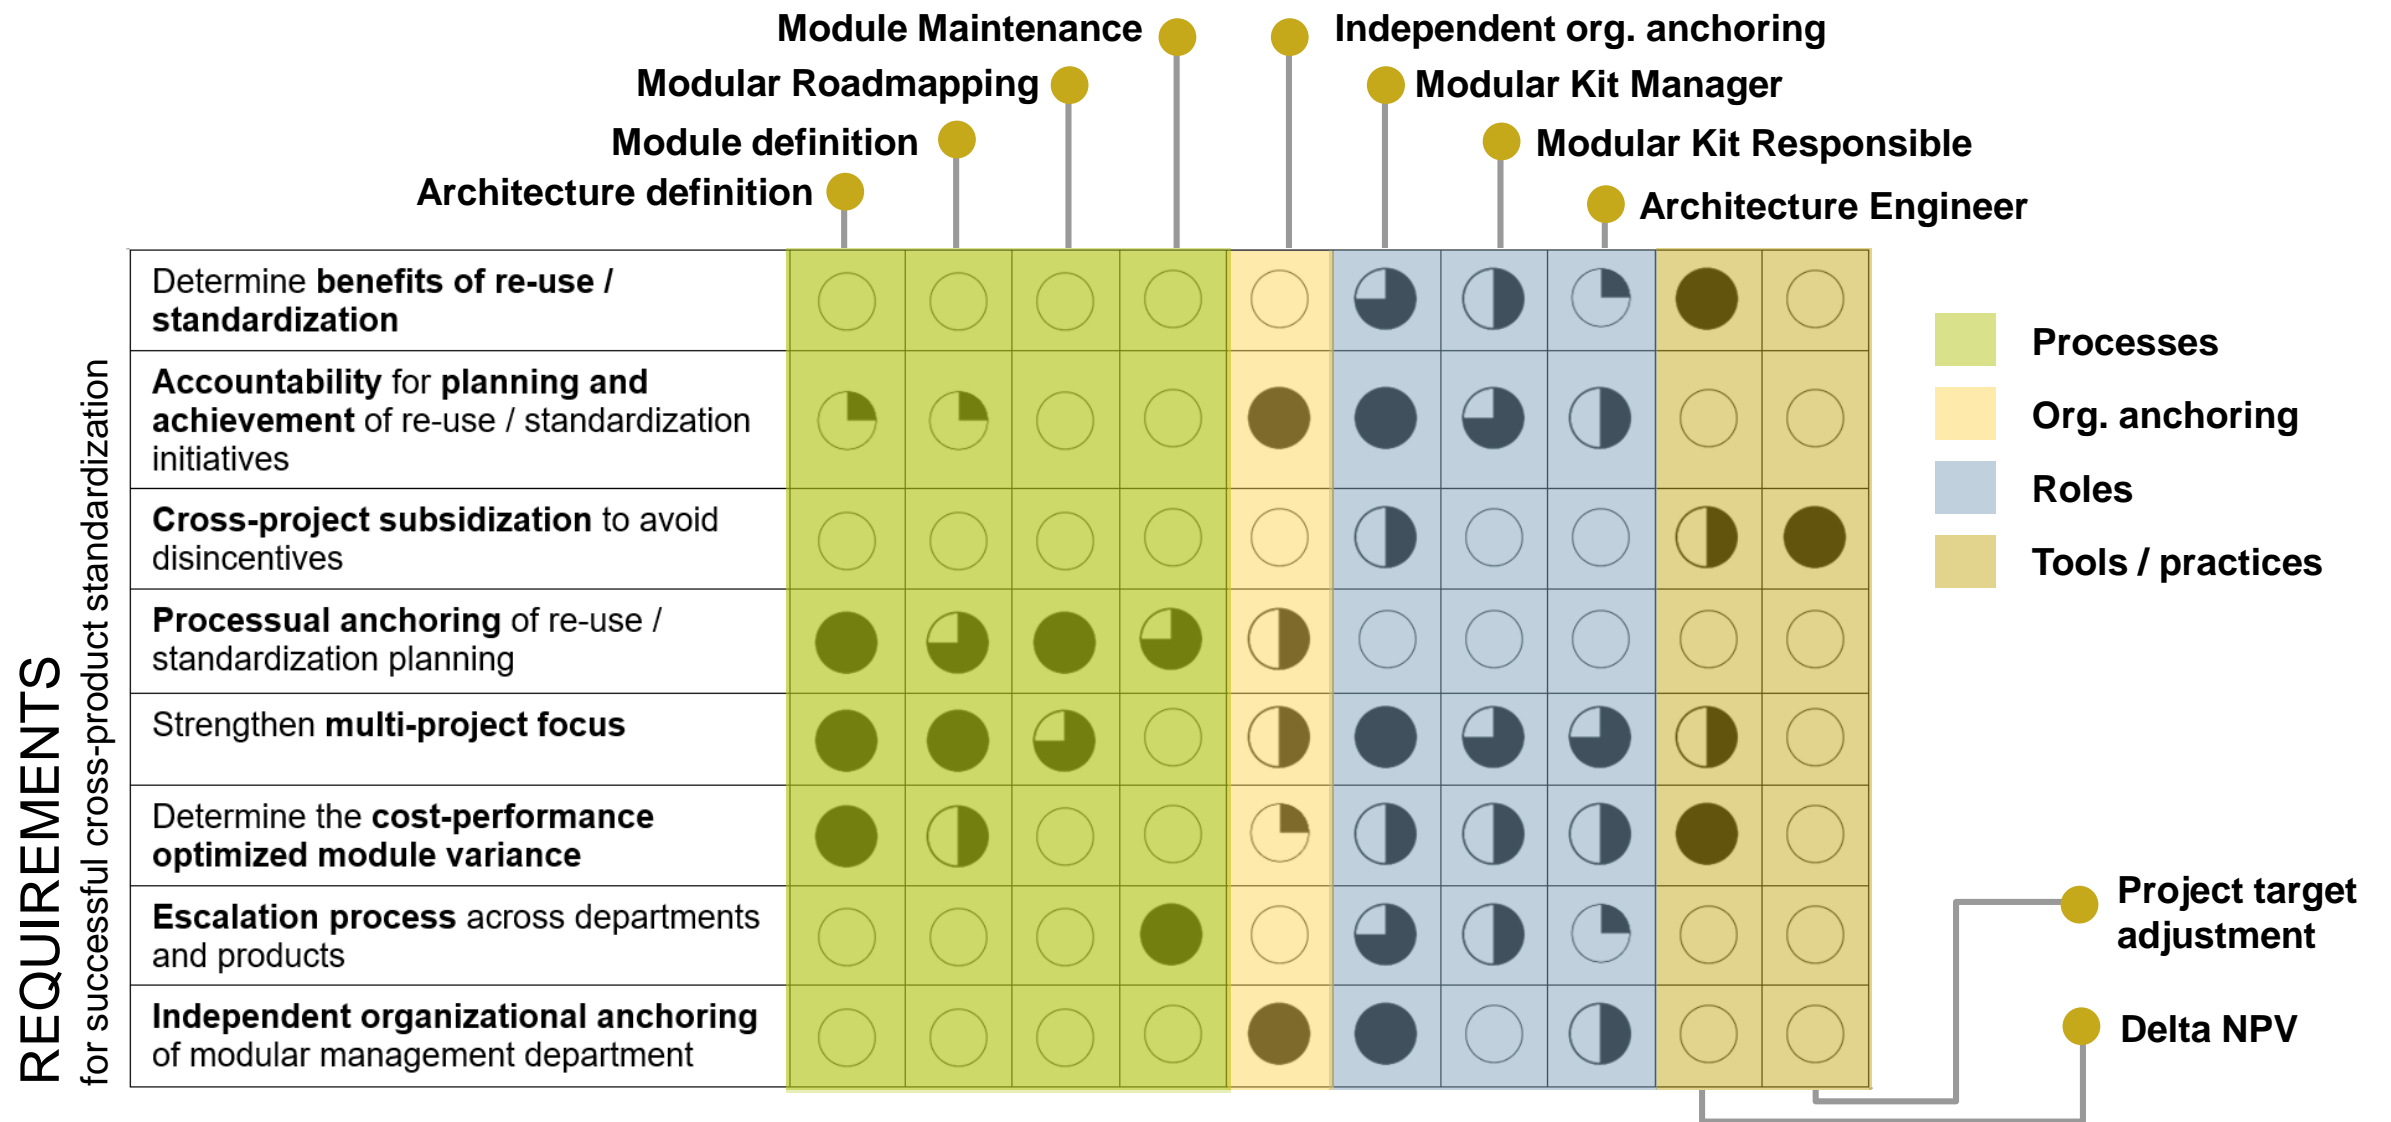 Module Maintenance
Independent org. anchoring
Modular Roadmapping
Modular Kit Manager
Module definition
Modular Kit Responsible
Architecture definition
Architecture Engineer
REQUIREMENTS
for successful cross-product standardization
Determine benefits of re-use /
standardization
Accountability for planning and
achievement of re-use / standardization
initiatives
Cross-project subsidization to avoid
disincentives
Processual anchoring of re-use /
standardization planning
Strengthen multi-project focus
Determine the cost-performance
optimized module variance
Escalation process across departments
and products
Independent organizational anchoring
of modular management department
Processes
Org. anchoring
Roles
Tools / practices
Project target
adjustment
Delta NPV